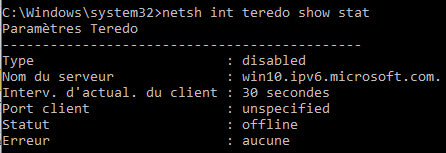 C:\Windows\system32>netsh int teredo show stat
Paramètres Teredo
---------------------------------------------
Type                          : disabled
Nom du serveur                : win10.ipv6.microsoft.com.
Interv. d'actual. du client   : 30 secondes
Port client                   : unspecified
Statut                        : offline
Erreur                        : aucune